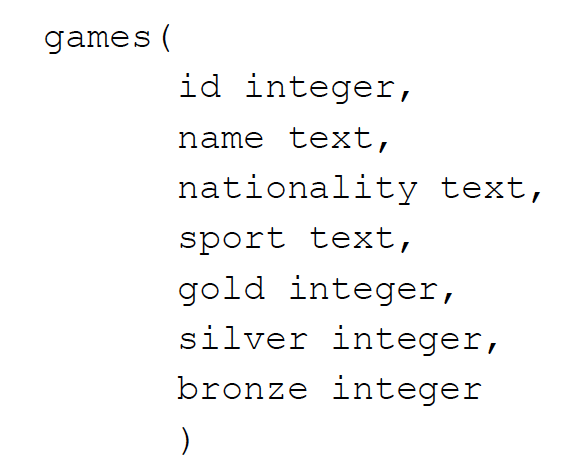 games(
id integer,
name text,
nationality text,
sport text,
gold integer,
silver integer,
bronze integer
)